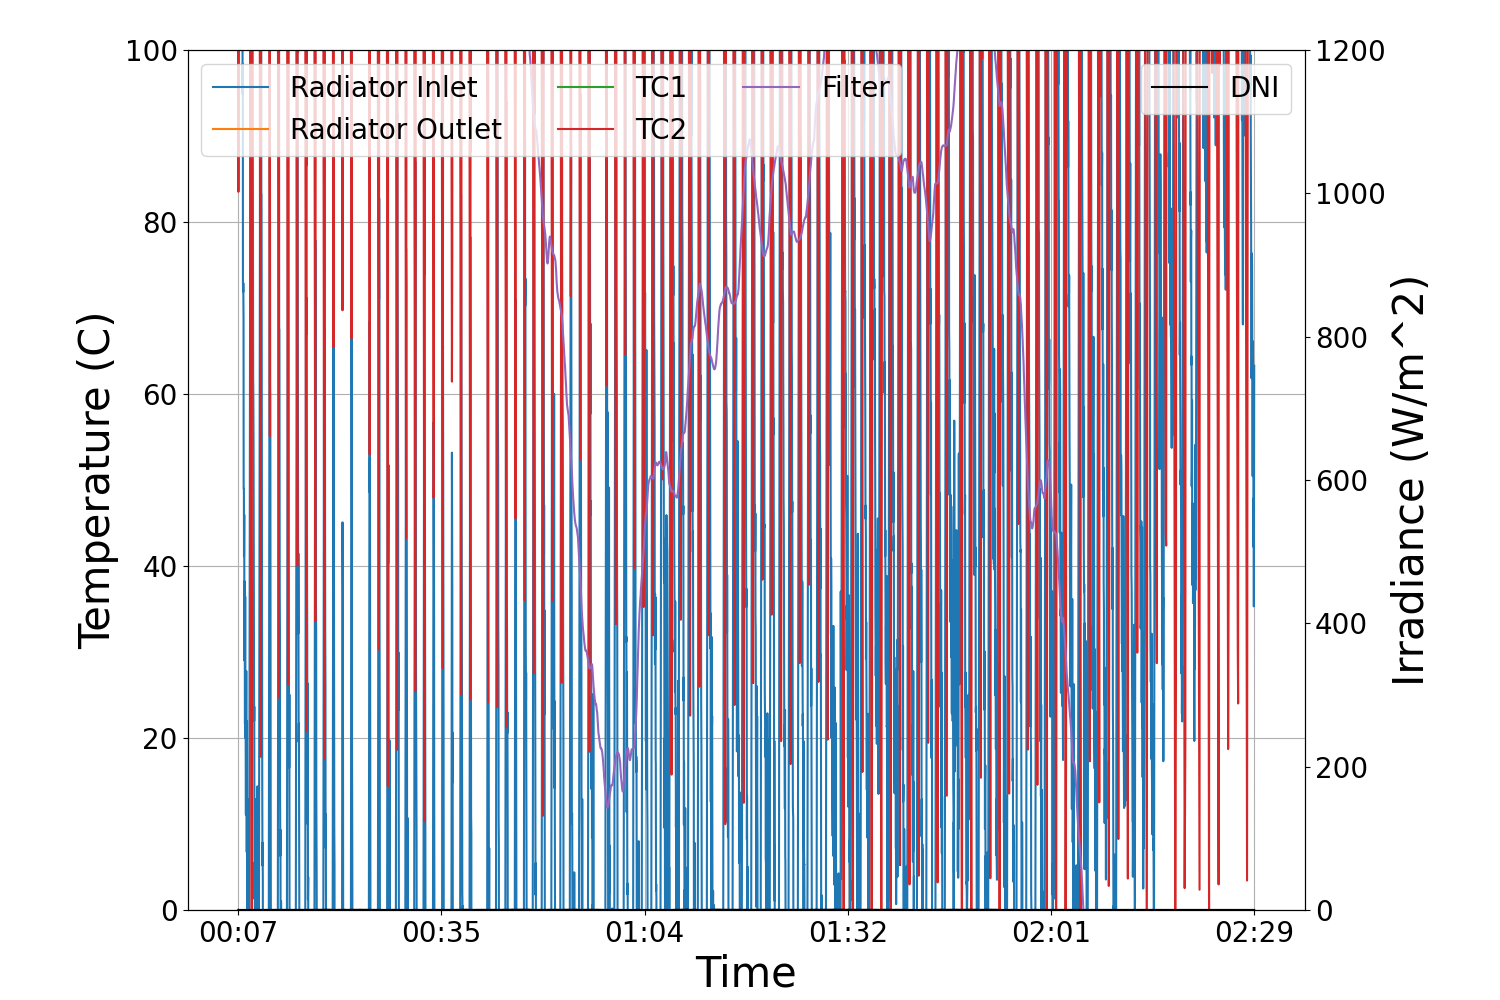 100
80
60
40
20
0
Temperature (C)
Radiator Inlet
Radiator Outlet
TC1
TC2
Filter
DNI
1200
1000
800
600
400
200
0
Irradiance (W/m^2)
00:07 00:35 01:04 01:32 02:01 02:29
Time